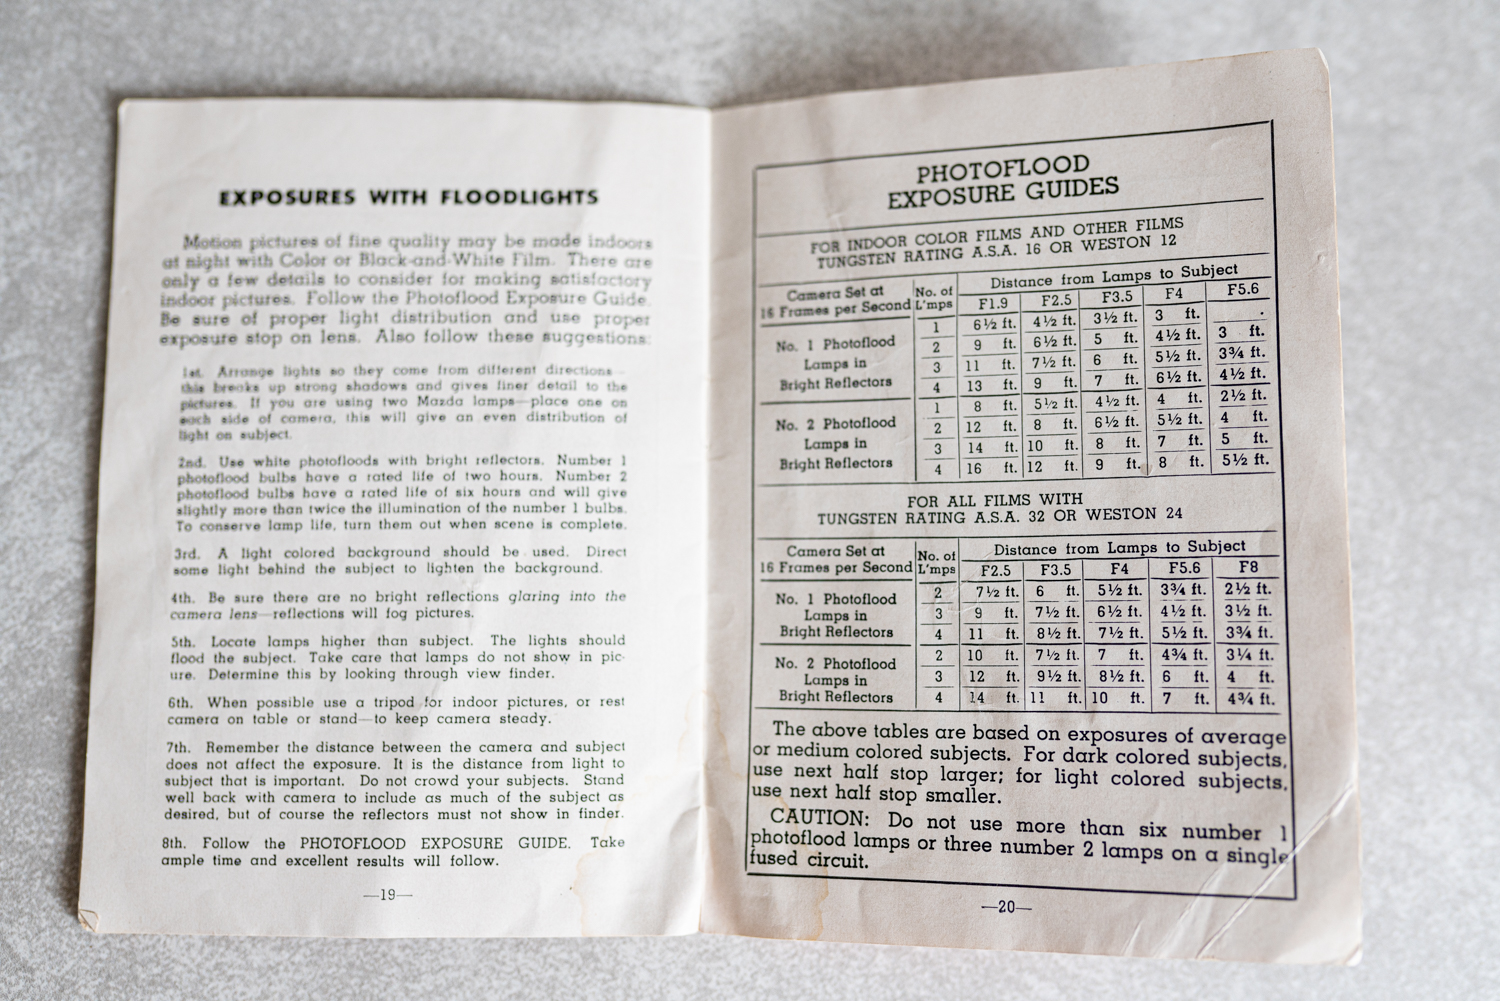 EXPOSURES WITH FLOODLIGHTS
Motion pictures of fine quality may be made indoors
at night with Color or Black-and-White Film. There are
only a few details to consider for making satisfactory
indoor pictures. Follow the Photoflood Exposure Guide.
Be sure of proper light distribution and use proper
exposure stop on lens. Also follow these suggestions:
1st. Arrange lights so they come from different directions—
this breaks up strong shadows and gives finer detail to the
pictures. If you are using two Mazda lamps—place one on
each side of camera, this will give an even distribution of
light on subject.
2nd. Use white photofloods with bright reflectors. Number 1
photoflood bulbs have a rated life of two hours. Number 2
photoflood bulbs have a rated life of six hours and will give
slightly more than twice the illumination of the number 1 bulbs.
To conserve lamp life, turn them out when scene is complete.
3rd. A light colored background should be used. Direct
some light behind the subject to lighten the background.
4th. Be sure there are no bright reflections glaring into the
camera lens—reflections will fog pictures.
5th. Locate lamps higher than subject. The lights should
flood the subject. Take care that lamps do not show in pic-
ure. Determine this by looking through view finder.
6th. When possible use a tripod for indoor pictures, or rest
camera on table or stand—to keep camera steady.
7th. Remember the distance between the camera and subject
does not affect the exposure. It is the distance from light to
subject that is important. Do not crowd your subjects. Stand
well back with camera to include as much of the subject as
desired, but of course the reflectors must not show in finder.
8th. Follow the PHOTOFLOOD EXPOSURE GUIDE. Take
ample time and excellent results will follow.
—19—
PHOTOFLOOD
EXPOSURE GUIDES
FOR INDOOR COLOR FILMS AND OTHER FILMS
TUNGSTEN RATING A.S.A. 16 OR WESTON 12
Camera Set at
16 Frames per Second
No. of
L'mps
Distance from Lamps to Subject
F1.9 F2.5 F3.5 F4 F5.6
No. 1 Photoflood
Lamps in
Bright Reflectors
1 6½ ft. 4½ ft. 3½ ft. 3 ft. .
2 9 ft. 6½ ft. 5 ft. 4½ ft. 3 ft.
3 11 ft. 7½ ft. 6 ft. 5½ ft. 3¾ ft.
4 13 ft. 9 ft. 7 ft. 6½ ft. 4½ ft.
No. 2 Photoflood
Lamps in
Bright Reflectors
1 8 ft. 5½ ft. 4½ ft. 4 ft. 2½ ft.
2 12 ft. 8 ft. 6½ ft. 5½ ft. 4 ft.
3 14 ft. 10 ft. 8 ft. 7 ft. 5 ft.
4 16 ft. 12 ft. 9 ft. 8 ft. 5½ ft.
FOR ALL FILMS WITH
TUNGSTEN RATING A.S.A. 32 OR WESTON 24
Camera Set at
16 Frames per Second
No. of
L'mps
Distance from Lamps to Subject
F2.5 F3.5 F4 F5.6 F8
No. 1 Photoflood
Lamps in
Bright Reflectors
2 7½ ft. 6 ft. 5½ ft. 3¾ ft. 2½ ft.
3 9 ft. 7½ ft. 6½ ft. 4½ ft. 3½ ft.
4 11 ft. 8½ ft. 7½ ft. 5½ ft. 3¾ ft.
No. 2 Photoflood
Lamps in
Bright Reflectors
2 10 ft. 7½ ft. 7 ft. 4¾ ft. 3¼ ft.
3 12 ft. 9½ ft. 8½ ft. 6 ft. 4 ft.
4 14 ft. 11 ft. 10 ft. 7 ft. 4¾ ft.
The above tables are based on exposures of average
or medium colored subjects. For dark colored subjects,
use next half stop larger; for light colored subjects,
use next half stop smaller.
CAUTION: Do not use more than six number 1
photoflood lamps or three number 2 lamps on a single
fused circuit.
—20—